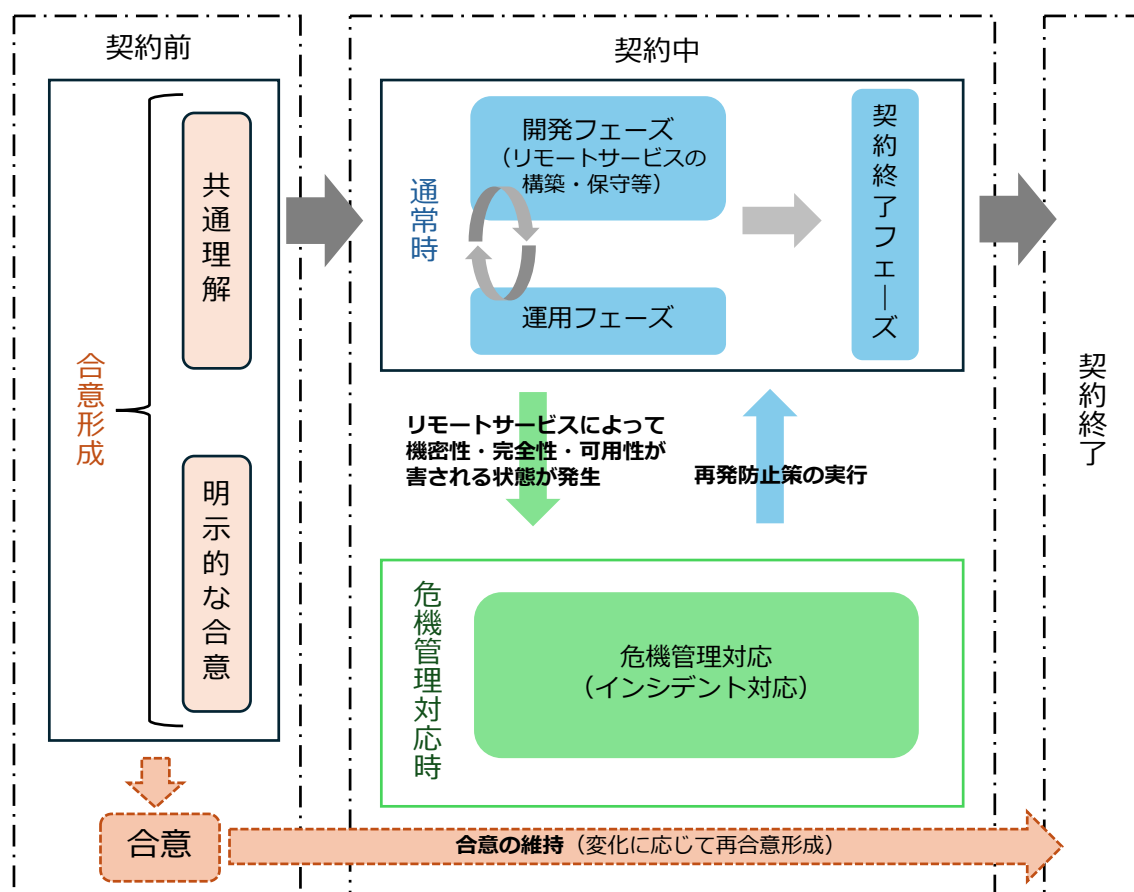 契約前
共通理解
合意形成
明示的な合意
合意
契約中
通常時
開発フェーズ
（リモートサービスの
構築・保守等）
運用フェーズ
契約終了フェーズ
リモートサービスによって
機密性・完全性・可用性が
害される状態が発生
再発防止策の実行
危機管理対応時
危機管理対応
（インシデント対応）
合意の維持（変化に応じて再合意形成）
契約終了